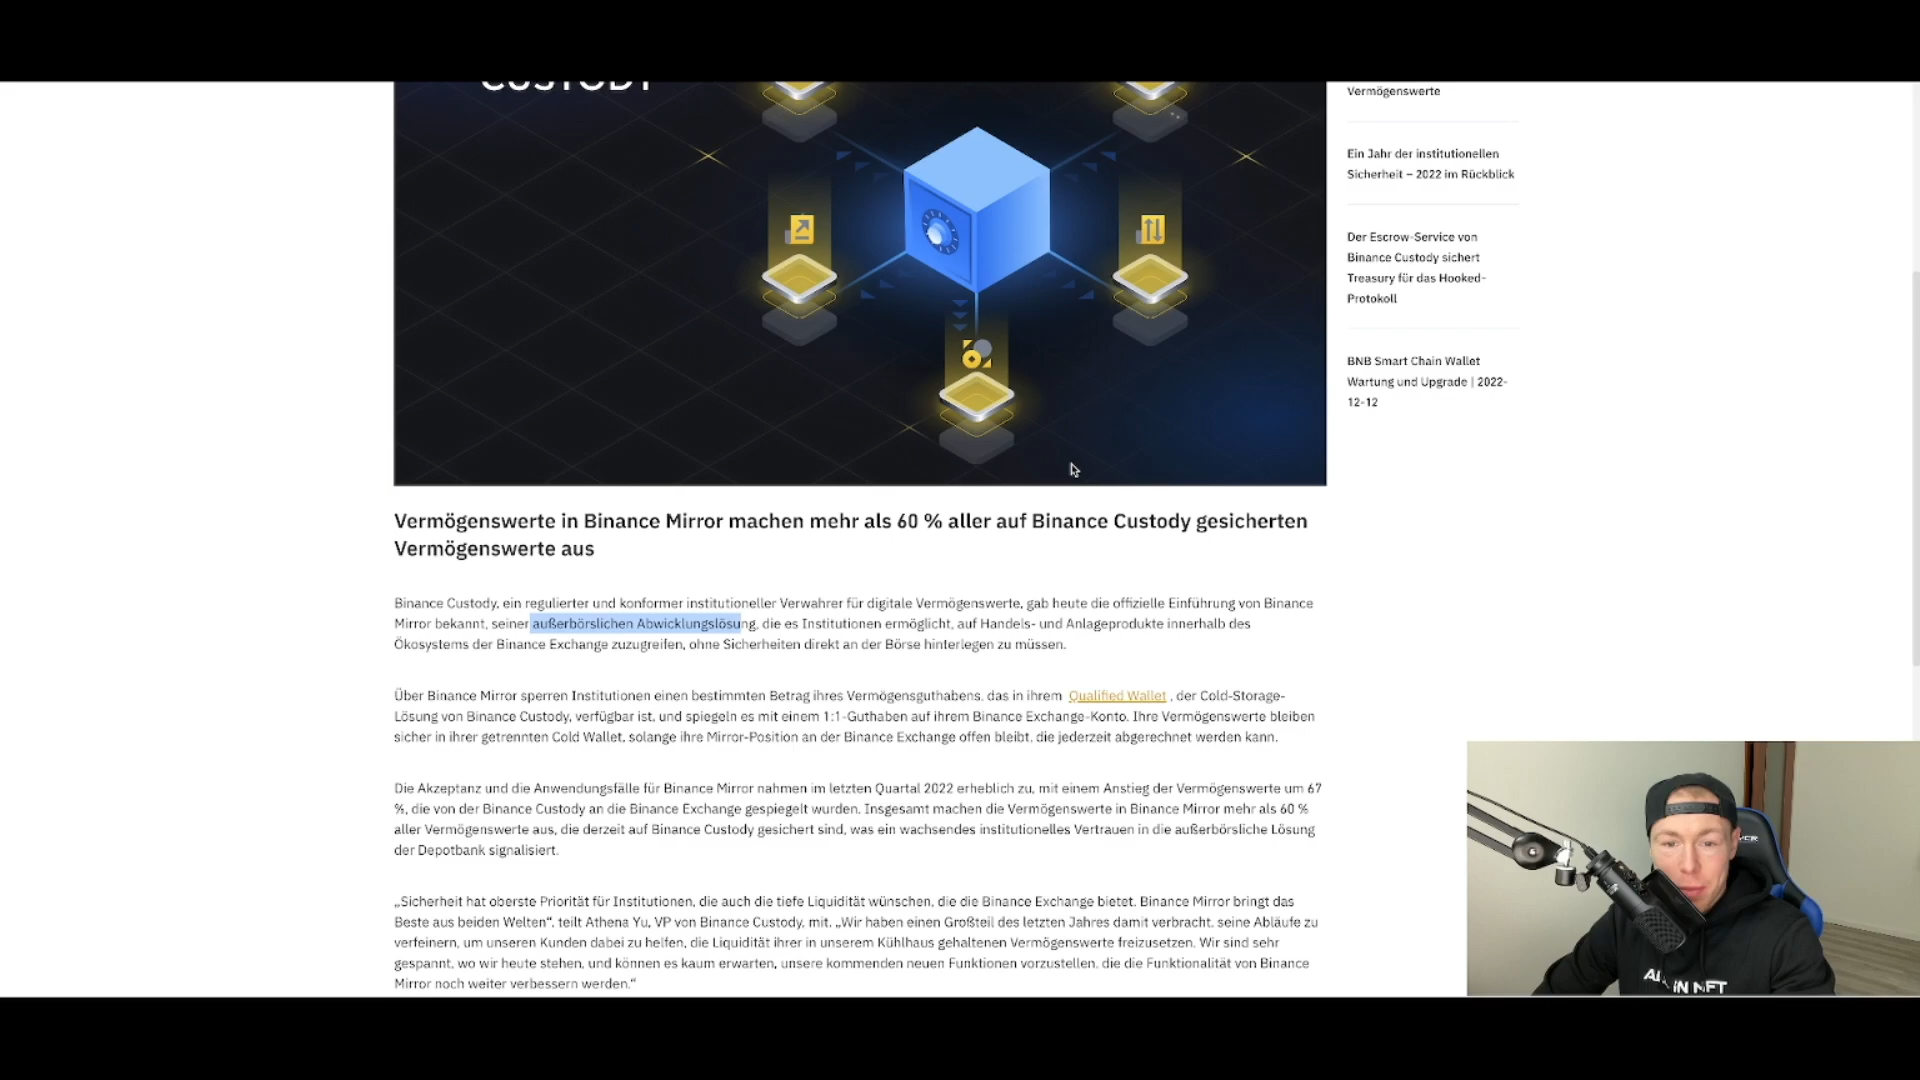 CUSTODY
Vermögenswerte in Binance Mirror machen mehr als 60 % aller auf Binance Custody gesicherten
Vermögenswerte aus
Binance Custody, ein regulierter und konformer institutioneller Verwahrer für digitale Vermögenswerte, gab heute die offizielle Einführung von Binance
Mirror bekannt, seiner außerbörslichen Abwicklungslösung, die es Institutionen ermöglicht, auf Handels- und Anlageprodukte innerhalb des
Ökosystems der Binance Exchange zuzugreifen, ohne Sicherheiten direkt an der Börse hinterlegen zu müssen.
Über Binance Mirror sperren Institutionen einen bestimmten Betrag ihres Vermögensguthabens, das in ihrem Qualified Wallet , der Cold-Storage-
Lösung von Binance Custody, verfügbar ist, und spiegeln es mit einem 1:1-Guthaben auf ihrem Binance Exchange-Konto. Ihre Vermögenswerte bleiben
sicher in ihrer getrennten Cold Wallet, solange ihre Mirror-Position an der Binance Exchange offen bleibt, die jederzeit abgerechnet werden kann.
Die Akzeptanz und die Anwendungsfälle für Binance Mirror nahmen im letzten Quartal 2022 erheblich zu, mit einem Anstieg der Vermögenswerte um 67
%, die von der Binance Custody an die Binance Exchange gespiegelt wurden. Insgesamt machen die Vermögenswerte in Binance Mirror mehr als 60 %
aller Vermögenswerte aus, die derzeit auf Binance Custody gesichert sind, was ein wachsendes institutionelles Vertrauen in die außerbörsliche Lösung
der Depotbank signalisiert.
„Sicherheit hat oberste Priorität für Institutionen, die auch die tiefe Liquidität wünschen, die die Binance Exchange bietet. Binance Mirror bringt das
Beste aus beiden Welten“, teilt Athena Yu, VP von Binance Custody, mit. „Wir haben einen Großteil des letzten Jahres damit verbracht, seine Abläufe zu
verfeinern, um unseren Kunden dabei zu helfen, die Liquidität ihrer in unserem Kühlhaus gehaltenen Vermögenswerte freizusetzen. Wir sind sehr
gespannt, wo wir heute stehen, und können es kaum erwarten, unsere kommenden neuen Funktionen vorzustellen, die die Funktionalität von Binance
Mirror noch weiter verbessern werden.“
Vermögenswerte
Ein Jahr der institutionellen
Sicherheit – 2022 im Rückblick
Der Escrow-Service von
Binance Custody sichert
Treasury für das Hooked-
Protokoll
BNB Smart Chain Wallet
Wartung und Upgrade | 2022-
12-12
IN NFT